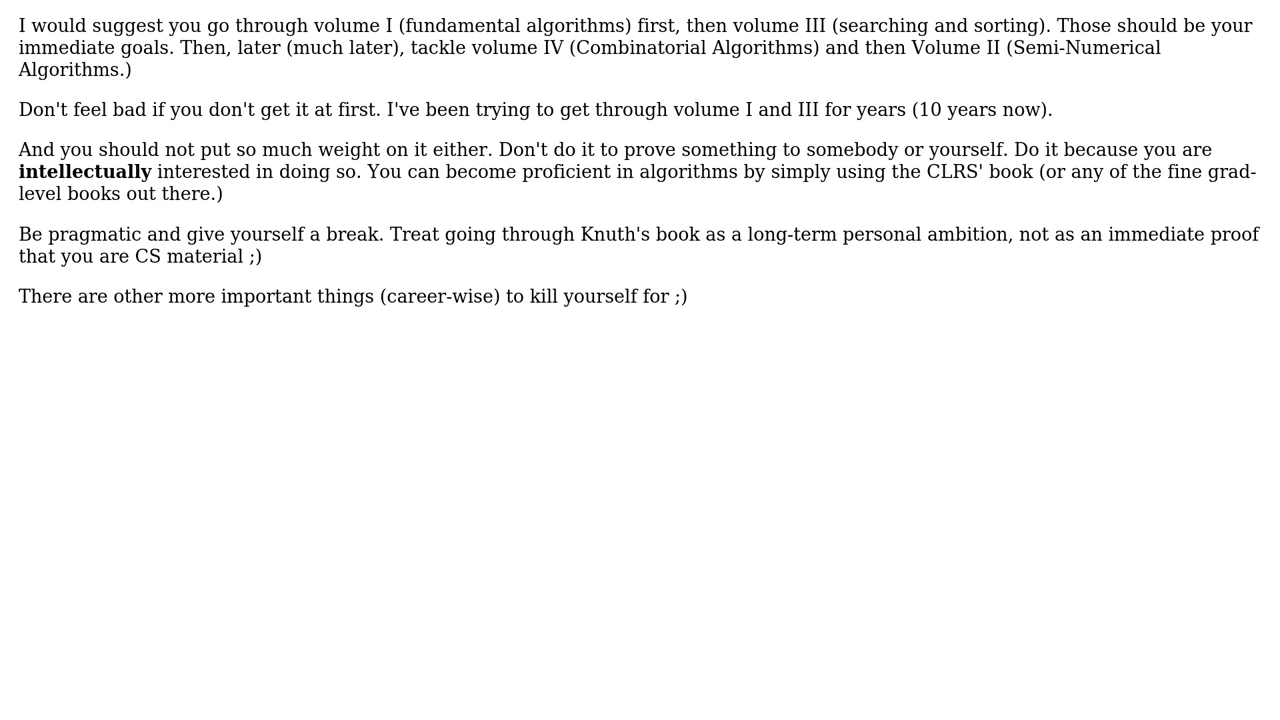 I would suggest you go through volume I (fundamental algorithms) first, then volume III (searching and sorting). Those should be your
immediate goals. Then, later (much later), tackle volume IV (Combinatorial Algorithms) and then Volume II (Semi-Numerical
Algorithms.)
Don't feel bad if you don't get it at first. I've been trying to get through volume I and III for years (10 years now).
And you should not put so much weight on it either. Don't do it to prove something to somebody or yourself. Do it because you are
intellectually interested in doing so. You can become proficient in algorithms by simply using the CLRS' book (or any of the fine grad-
level books out there.)
Be pragmatic and give yourself a break. Treat going through Knuth's book as a long-term personal ambition, not as an immediate proof
that you are CS material ;)
There are other more important things (career-wise) to kill yourself for ;)